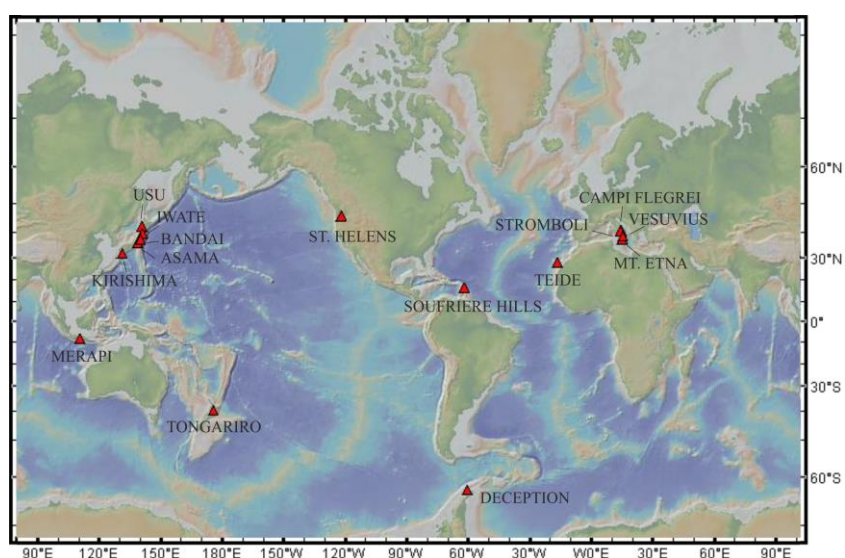 60°N
USU
IWATE
CAMPI FLEGREI
STROMBOLI
VESUVIUS
ST. HELENS
BANDAI
ASAMA
MT. ETNA
30°N
KIRISHIMA
TEIDE
SOUFRIERE HILLS
0°
MERAPI
30°S
TONGARIRO
60°S
DECEPTION
90°E 120°E 150°E 180°W 150°W 120°W 90°W 60°W 30°W 00°E 30°E 60°E 90°E